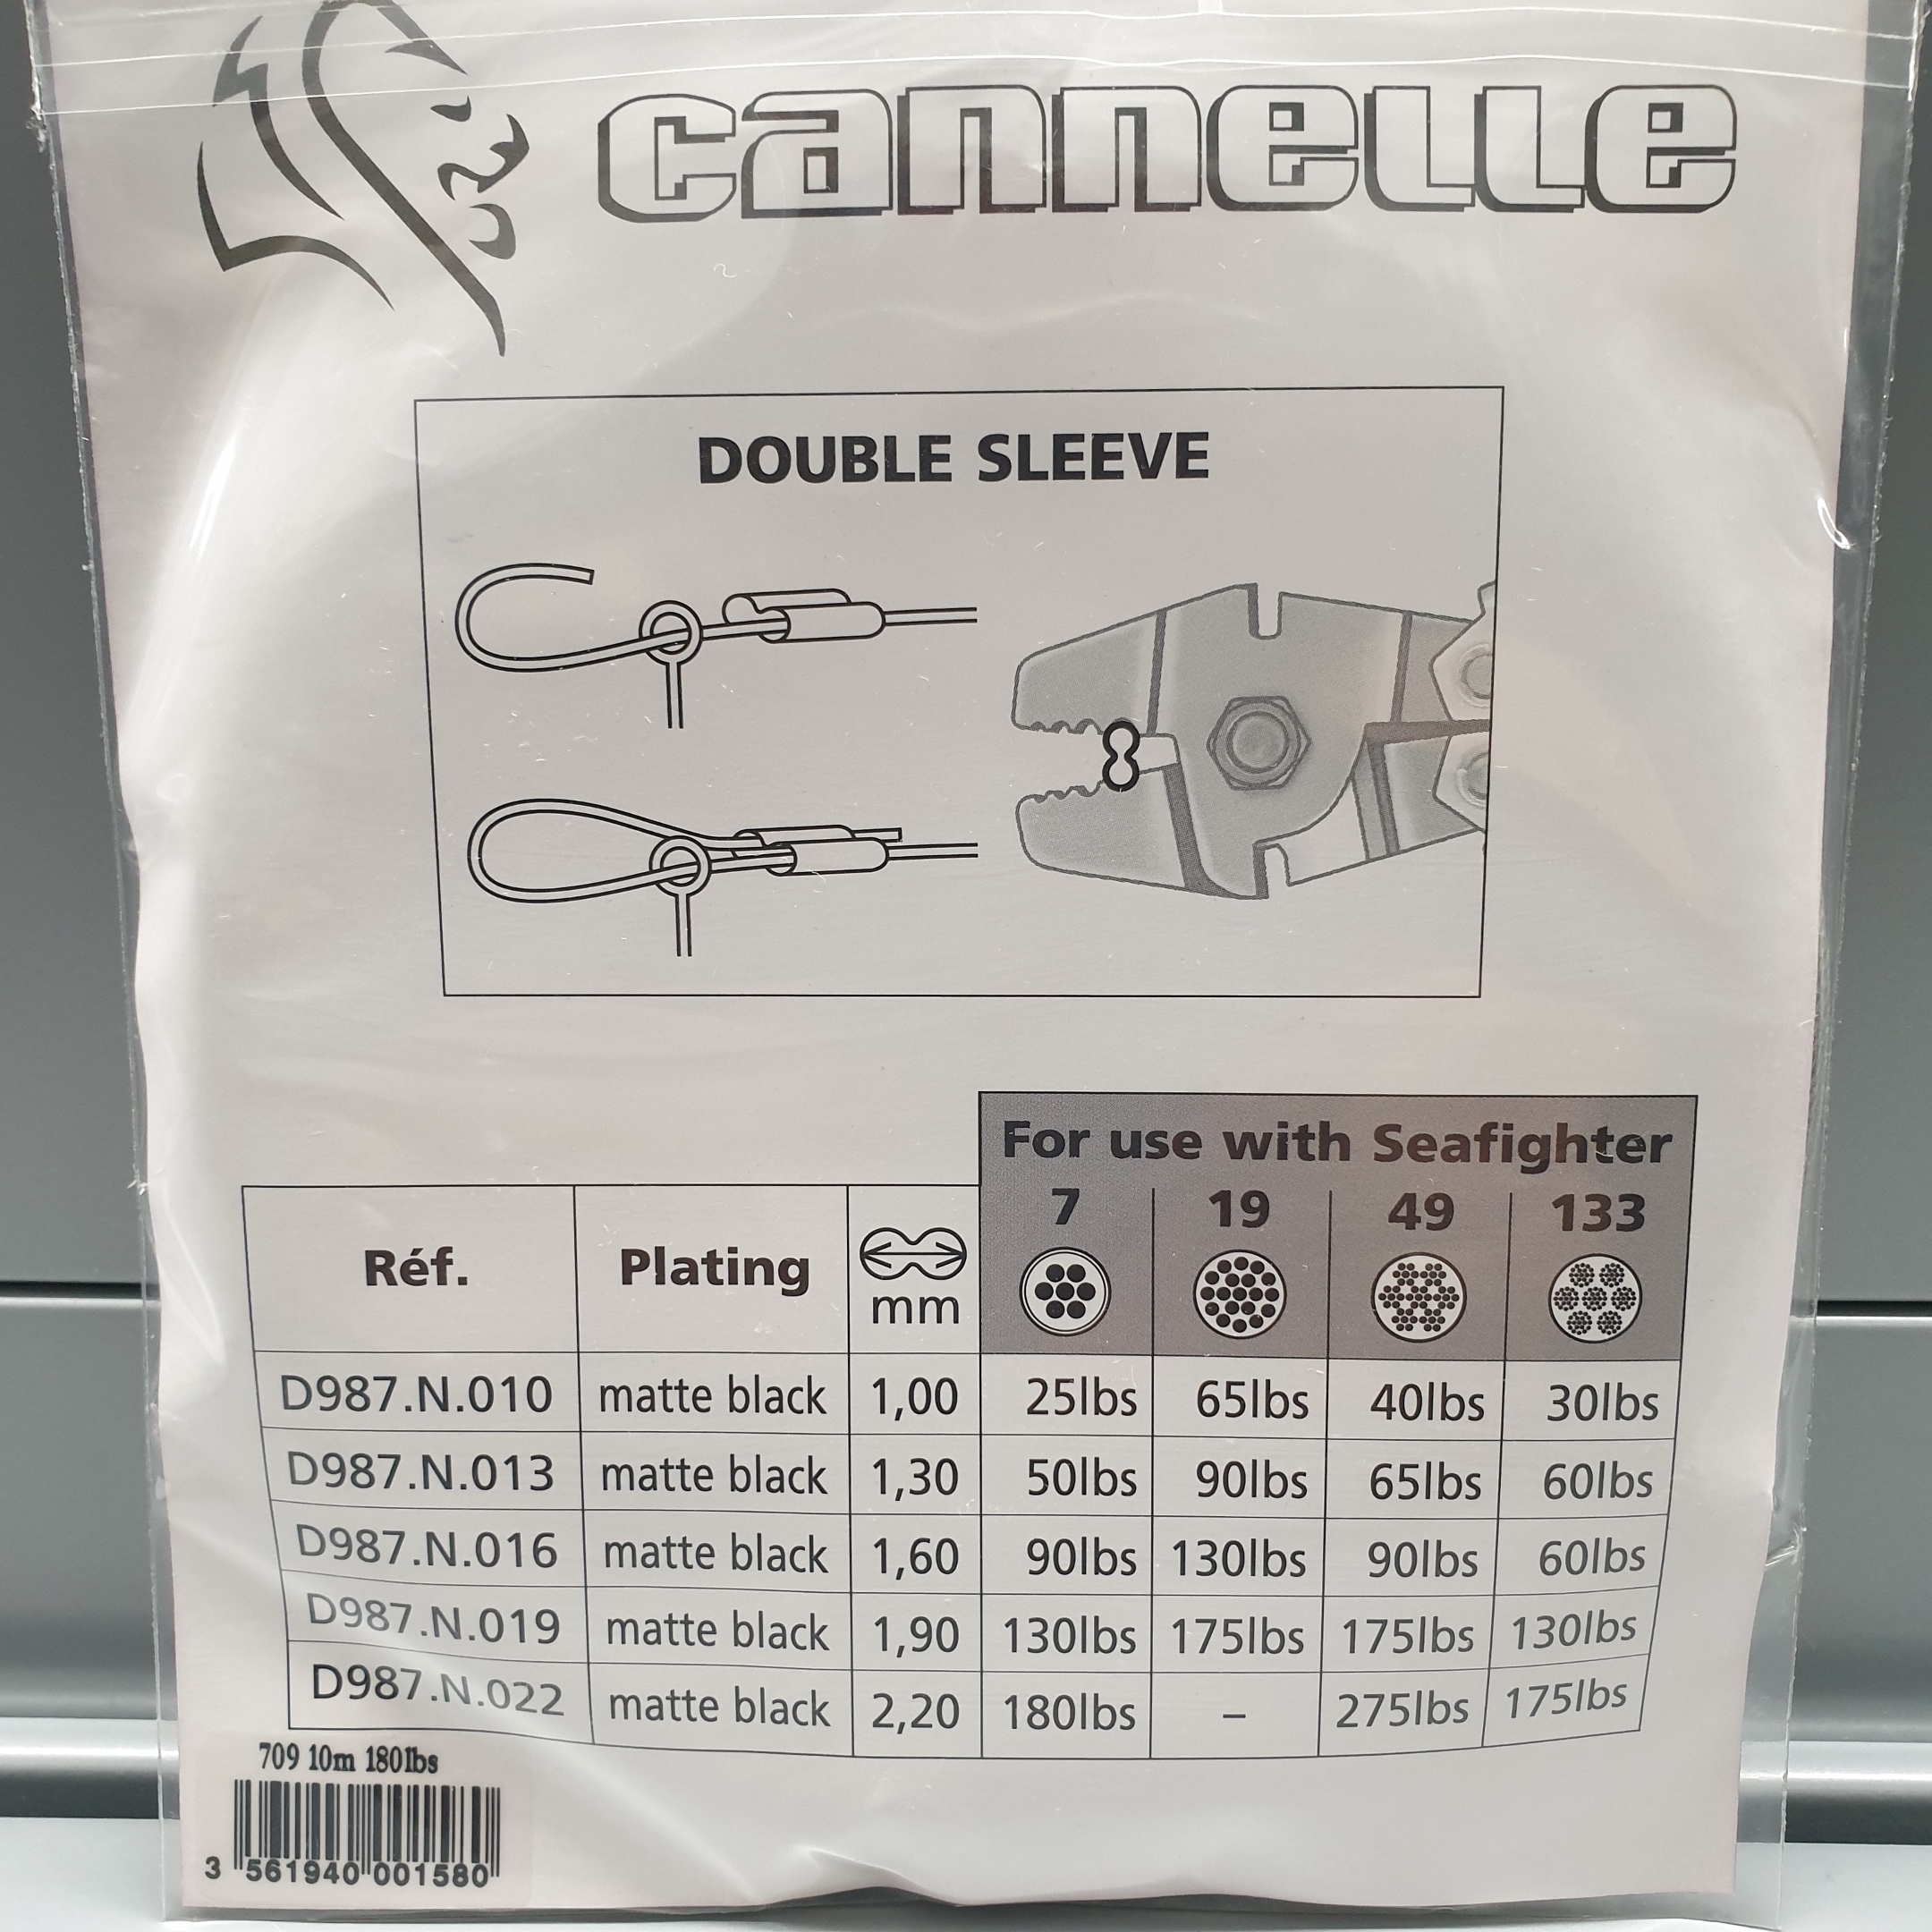 cannelle
DOUBLE SLEEVE
For use with Seafighter
Réf. Plating mm 7 19 49 133
D987.N.010 matte black 1,00 25lbs 65lbs 40lbs 30lbs
D987.N.013 matte black 1,30 50lbs 90lbs 65lbs 60lbs
D987.N.016 matte black 1,60 90lbs 130lbs 90lbs 60lbs
D987.N.019 matte black 1,90 130lbs 175lbs 175lbs 130lbs
D987.N.022 matte black 2,20 180lbs – 275lbs 175lbs
709 10m 180lbs
3 561940 001580